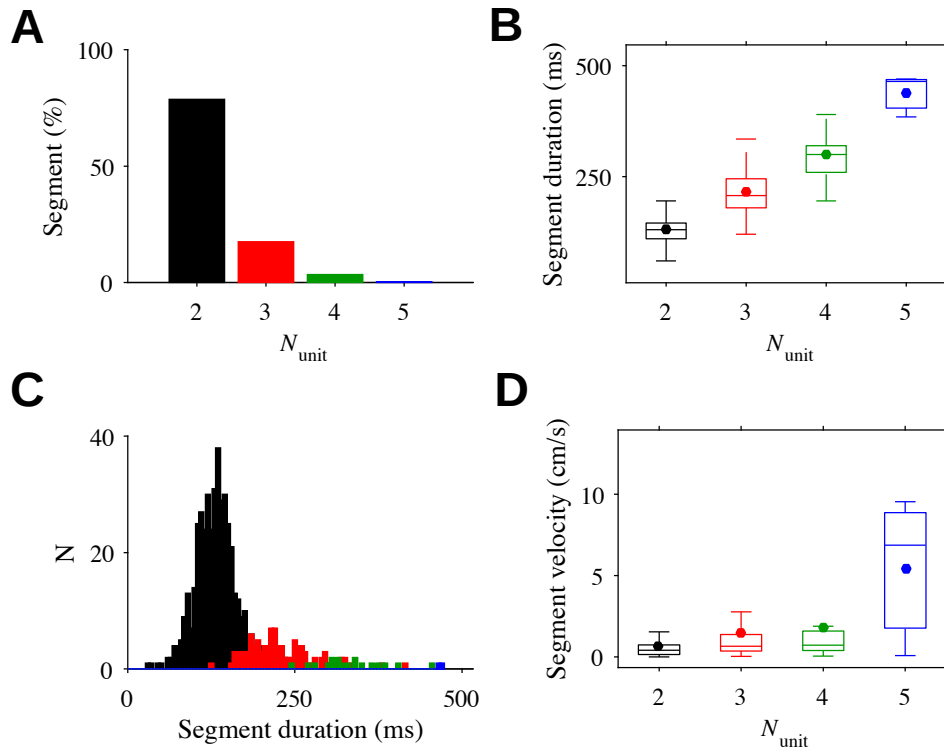 A
100
50
0
Segment (%)
2 3 4 5
N unit
B
500
250
Segment duration (ms)
2 3 4 5
N unit
C
40
20
0
N
0 250 500
Segment duration (ms)
D
10
5
0
Segment velocity (cm/s)
2 3 4 5
N unit